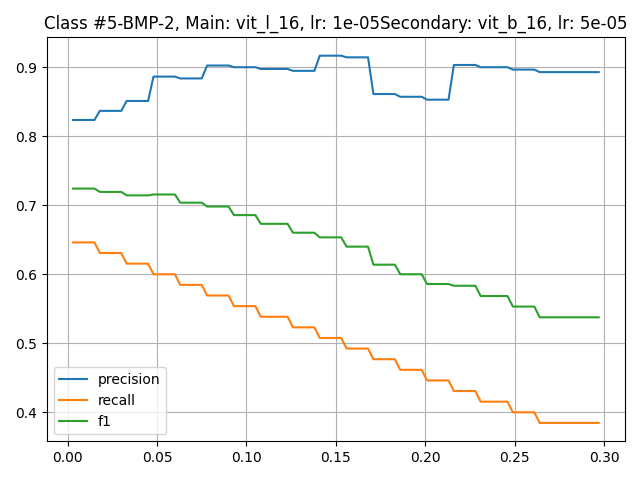 Class #5-BMP-2, Main: vit_l_16, lr: 1e-05Secondary: vit_b_16, lr: 5e-05
0.9
0.8
0.7
0.6
0.5
0.4
precision
recall
f1
0.00 0.05 0.10 0.15 0.20 0.25 0.30